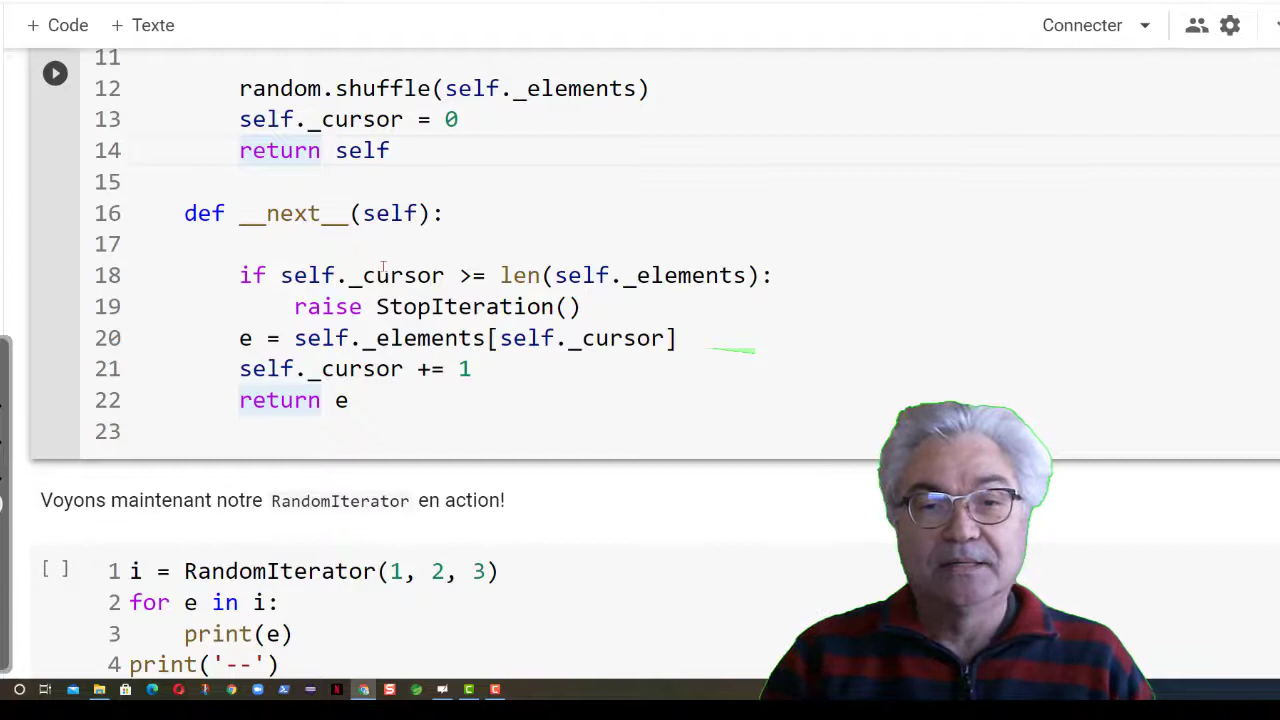 + Code + Texte Connecter
11
12 random.shuffle(self._elements)
13 self._cursor = 0
14 return self
15
16 def __next__(self):
17
18 if self._cursor >= len(self._elements):
19 raise StopIteration()
20 e = self._elements[self._cursor]
21 self._cursor += 1
22 return e
23
Voyons maintenant notre RandomIterator en action!
[ ] 1 i = RandomIterator(1, 2, 3)
2 for e in i:
3 print(e)
4 print('--')